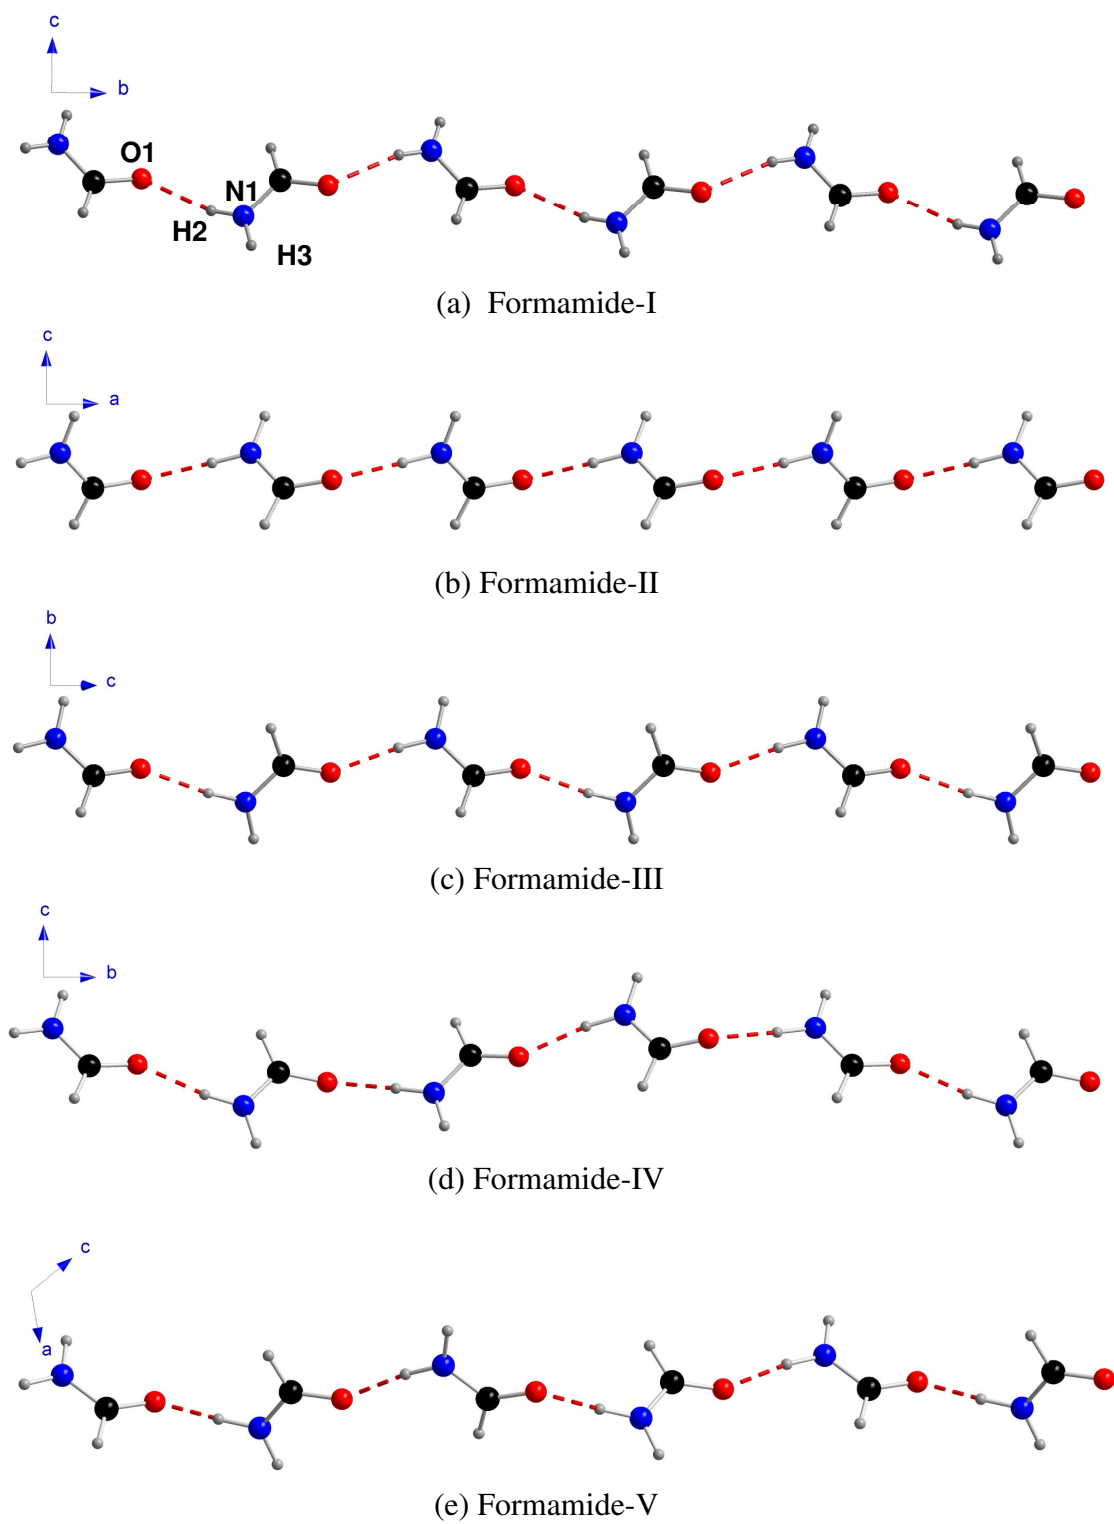 c
b
O1
N1
H2
H3
(a) Formamide-I
c
a
(b) Formamide-II
b
c
(c) Formamide-III
c
b
(d) Formamide-IV
c
a
(e) Formamide-V